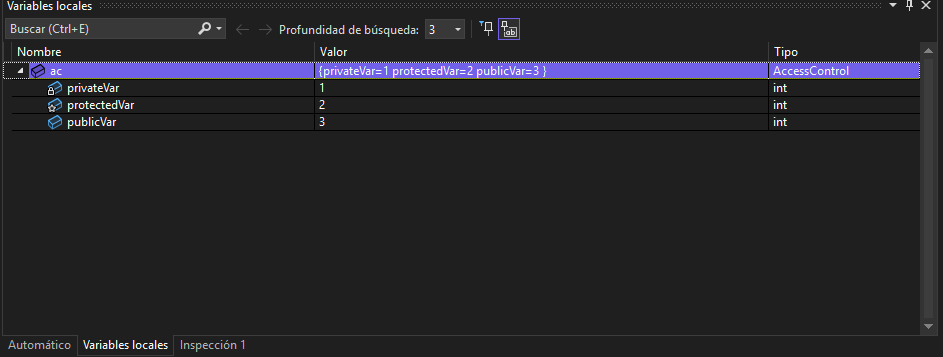 Variables locales
Buscar (Ctrl+E) Profundidad de búsqueda: 3
Nombre Valor Tipo
ac {privateVar=1 protectedVar=2 publicVar=3 } AccessControl
privateVar 1 int
protectedVar 2 int
publicVar 3 int
Automático Variables locales Inspección 1